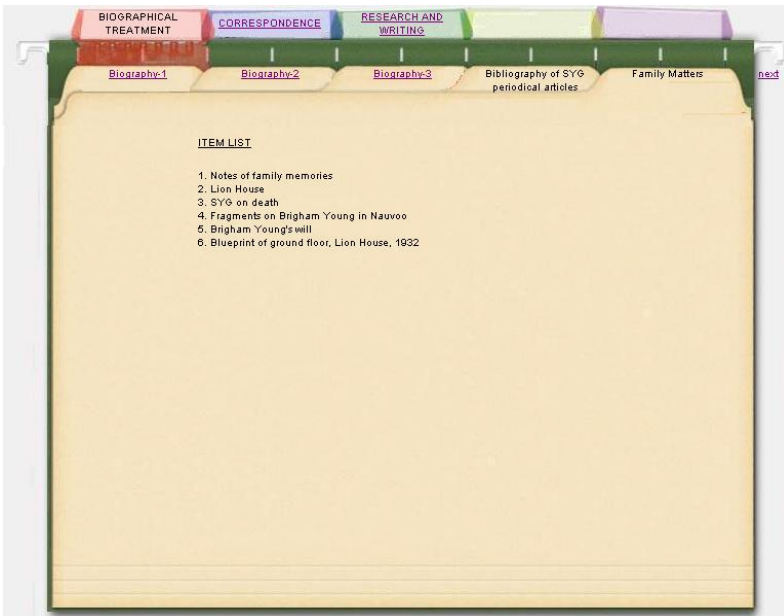 BIOGRAPHICAL
TREATMENT
CORRESPONDENCE
RESEARCH AND
WRITING
Biography-1
Biography-2
Biography-3
Bibliography of SYG
periodical articles
Family Matters
next
ITEM LIST
1. Notes of family memories
2. Lion House
3. SYG on death
4. Fragments on Brigham Young in Nauvoo
5. Brigham Young's will
6. Blueprint of ground floor, Lion House, 1932